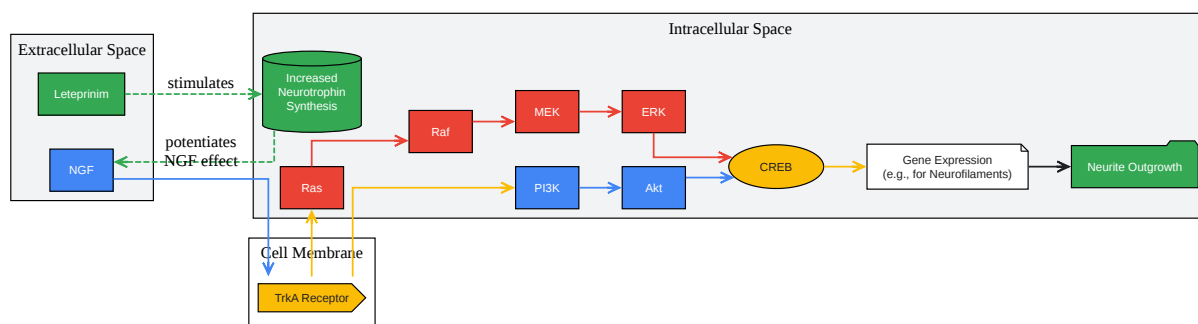 Intracellular Space
Extracellular Space
Leteprinim
stimulates
Increased
Neurotrophin
Synthesis
potentiates
NGF effect
NGF
Ras
Raf
MEK
ERK
PI3K
Akt
CREB
Gene Expression
(e.g., for Neurofilaments)
Neurite Outgrowth
Cell Membrane
TrkA Receptor